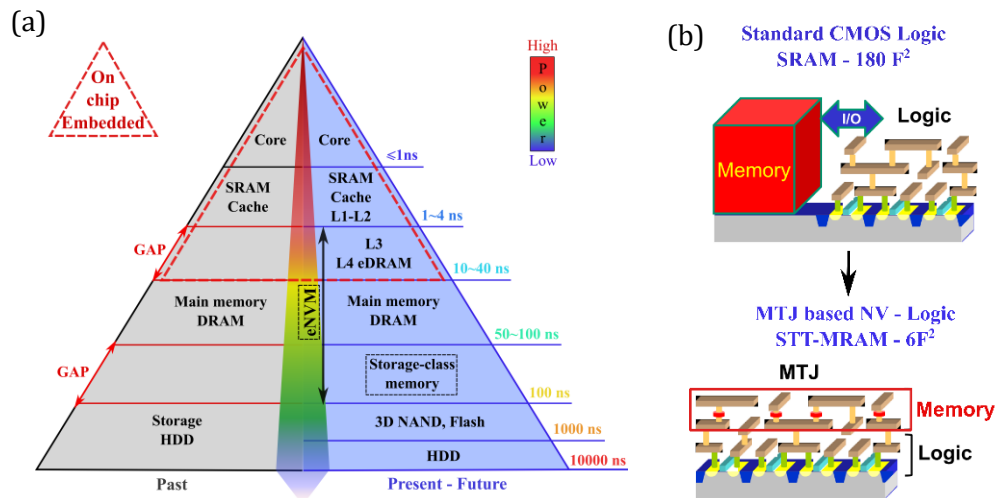 (a)
On
chip
Embedded
High
Power
Low
Core
Core
≤1ns
SRAM
Cache
SRAM
Cache
L1-L2
1~4 ns
GAP
L3
L4 eDRAM
10~40 ns
Main memory
DRAM
eNVM
Main memory
DRAM
50~100 ns
GAP
Storage-class
memory
100 ns
Storage
HDD
3D NAND, Flash
1000 ns
HDD
10000 ns
Past
Present - Future
(b)
Standard CMOS Logic
SRAM - 180 F²
I/O
Logic
Memory
MTJ based NV - Logic
STT-MRAM - 6F²
MTJ
Memory
Logic